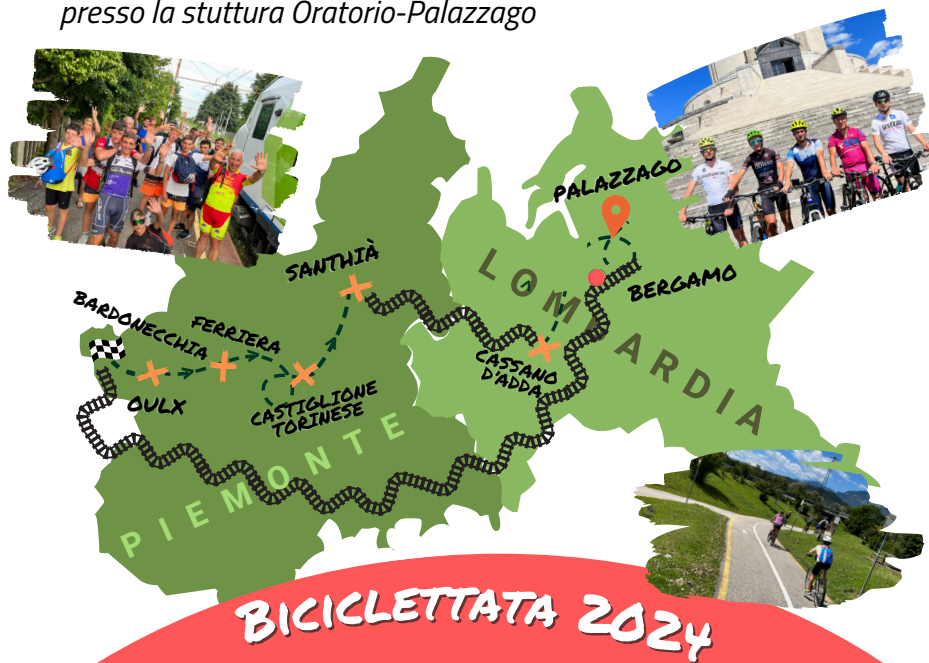 presso la stuttura Oratorio-Palazzago
PALAZZAGO
SANTHIÀ
LOMBARDIA
BERGAMO
BARDONECCHIA
FERRIERA
CASSANO
D'ADDA
OULX
CASTIGLIONE
TORINESE
PIEMONTE
BICICLETTATA 2024